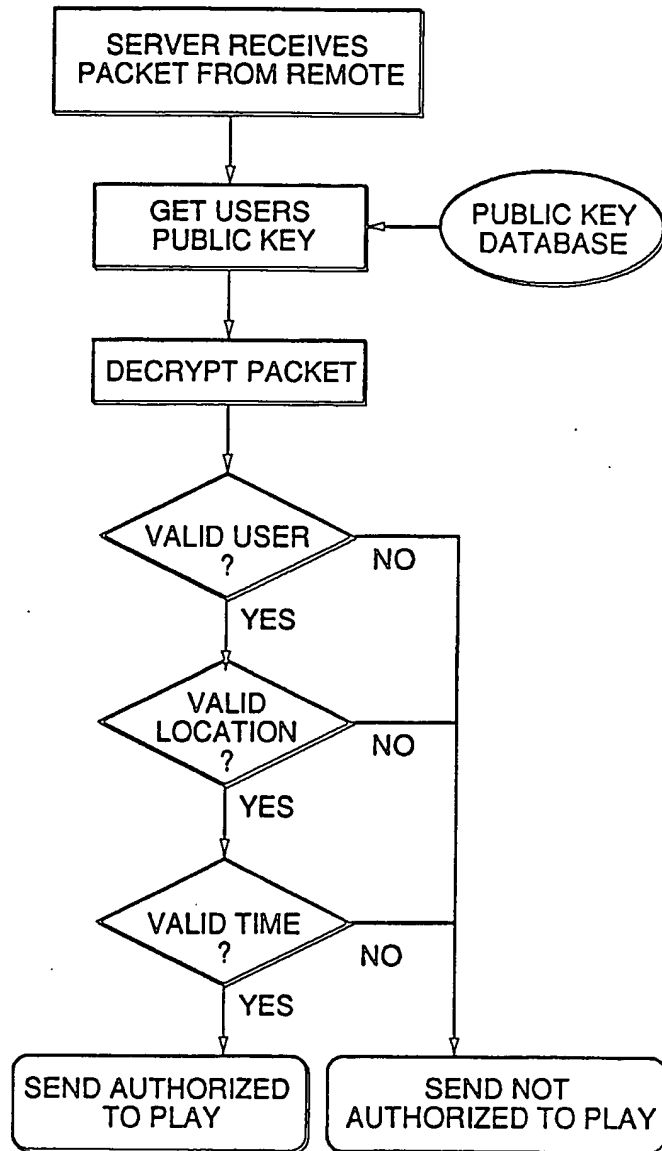 SERVER RECEIVES
PACKET FROM REMOTE
GET USERS
PUBLIC KEY
PUBLIC KEY
DATABASE
DECRYPT PACKET
VALID USER
?
NO
YES
VALID
LOCATION
?
NO
YES
VALID TIME
?
NO
YES
SEND AUTHORIZED
TO PLAY
SEND NOT
AUTHORIZED TO PLAY